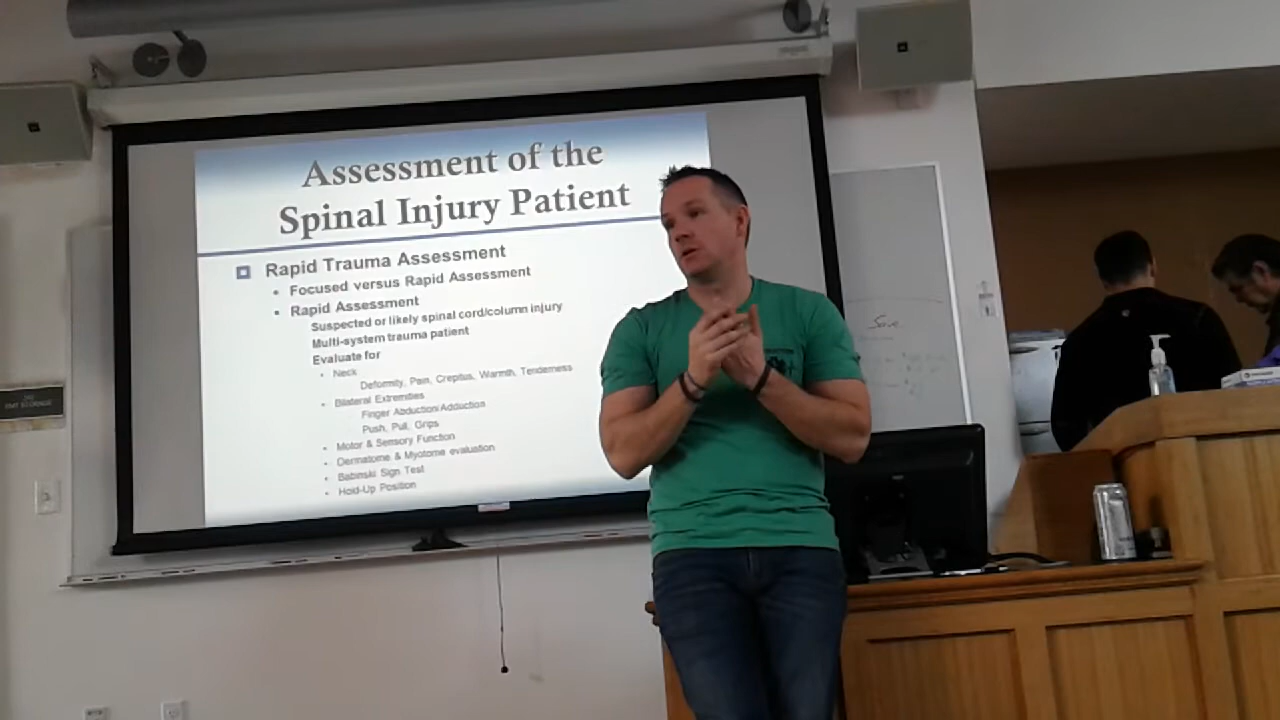 Assessment of the
Spinal Injury Patient
Rapid Trauma Assessment
• Focused versus Rapid Assessment
• Rapid Assessment
Suspected or likely spinal cord/column injury
Multi-system trauma patient
Evaluate for
• Neck
Deformity, Pain, Crepitus, Warmth, Tenderness
• Bilateral Extremities
Finger Abduction/Adduction
Push, Pull, Grips
• Motor & Sensory Function
• Dermatome & Myotome evaluation
• Babinski Sign Test
• Hold-Up Position
Save